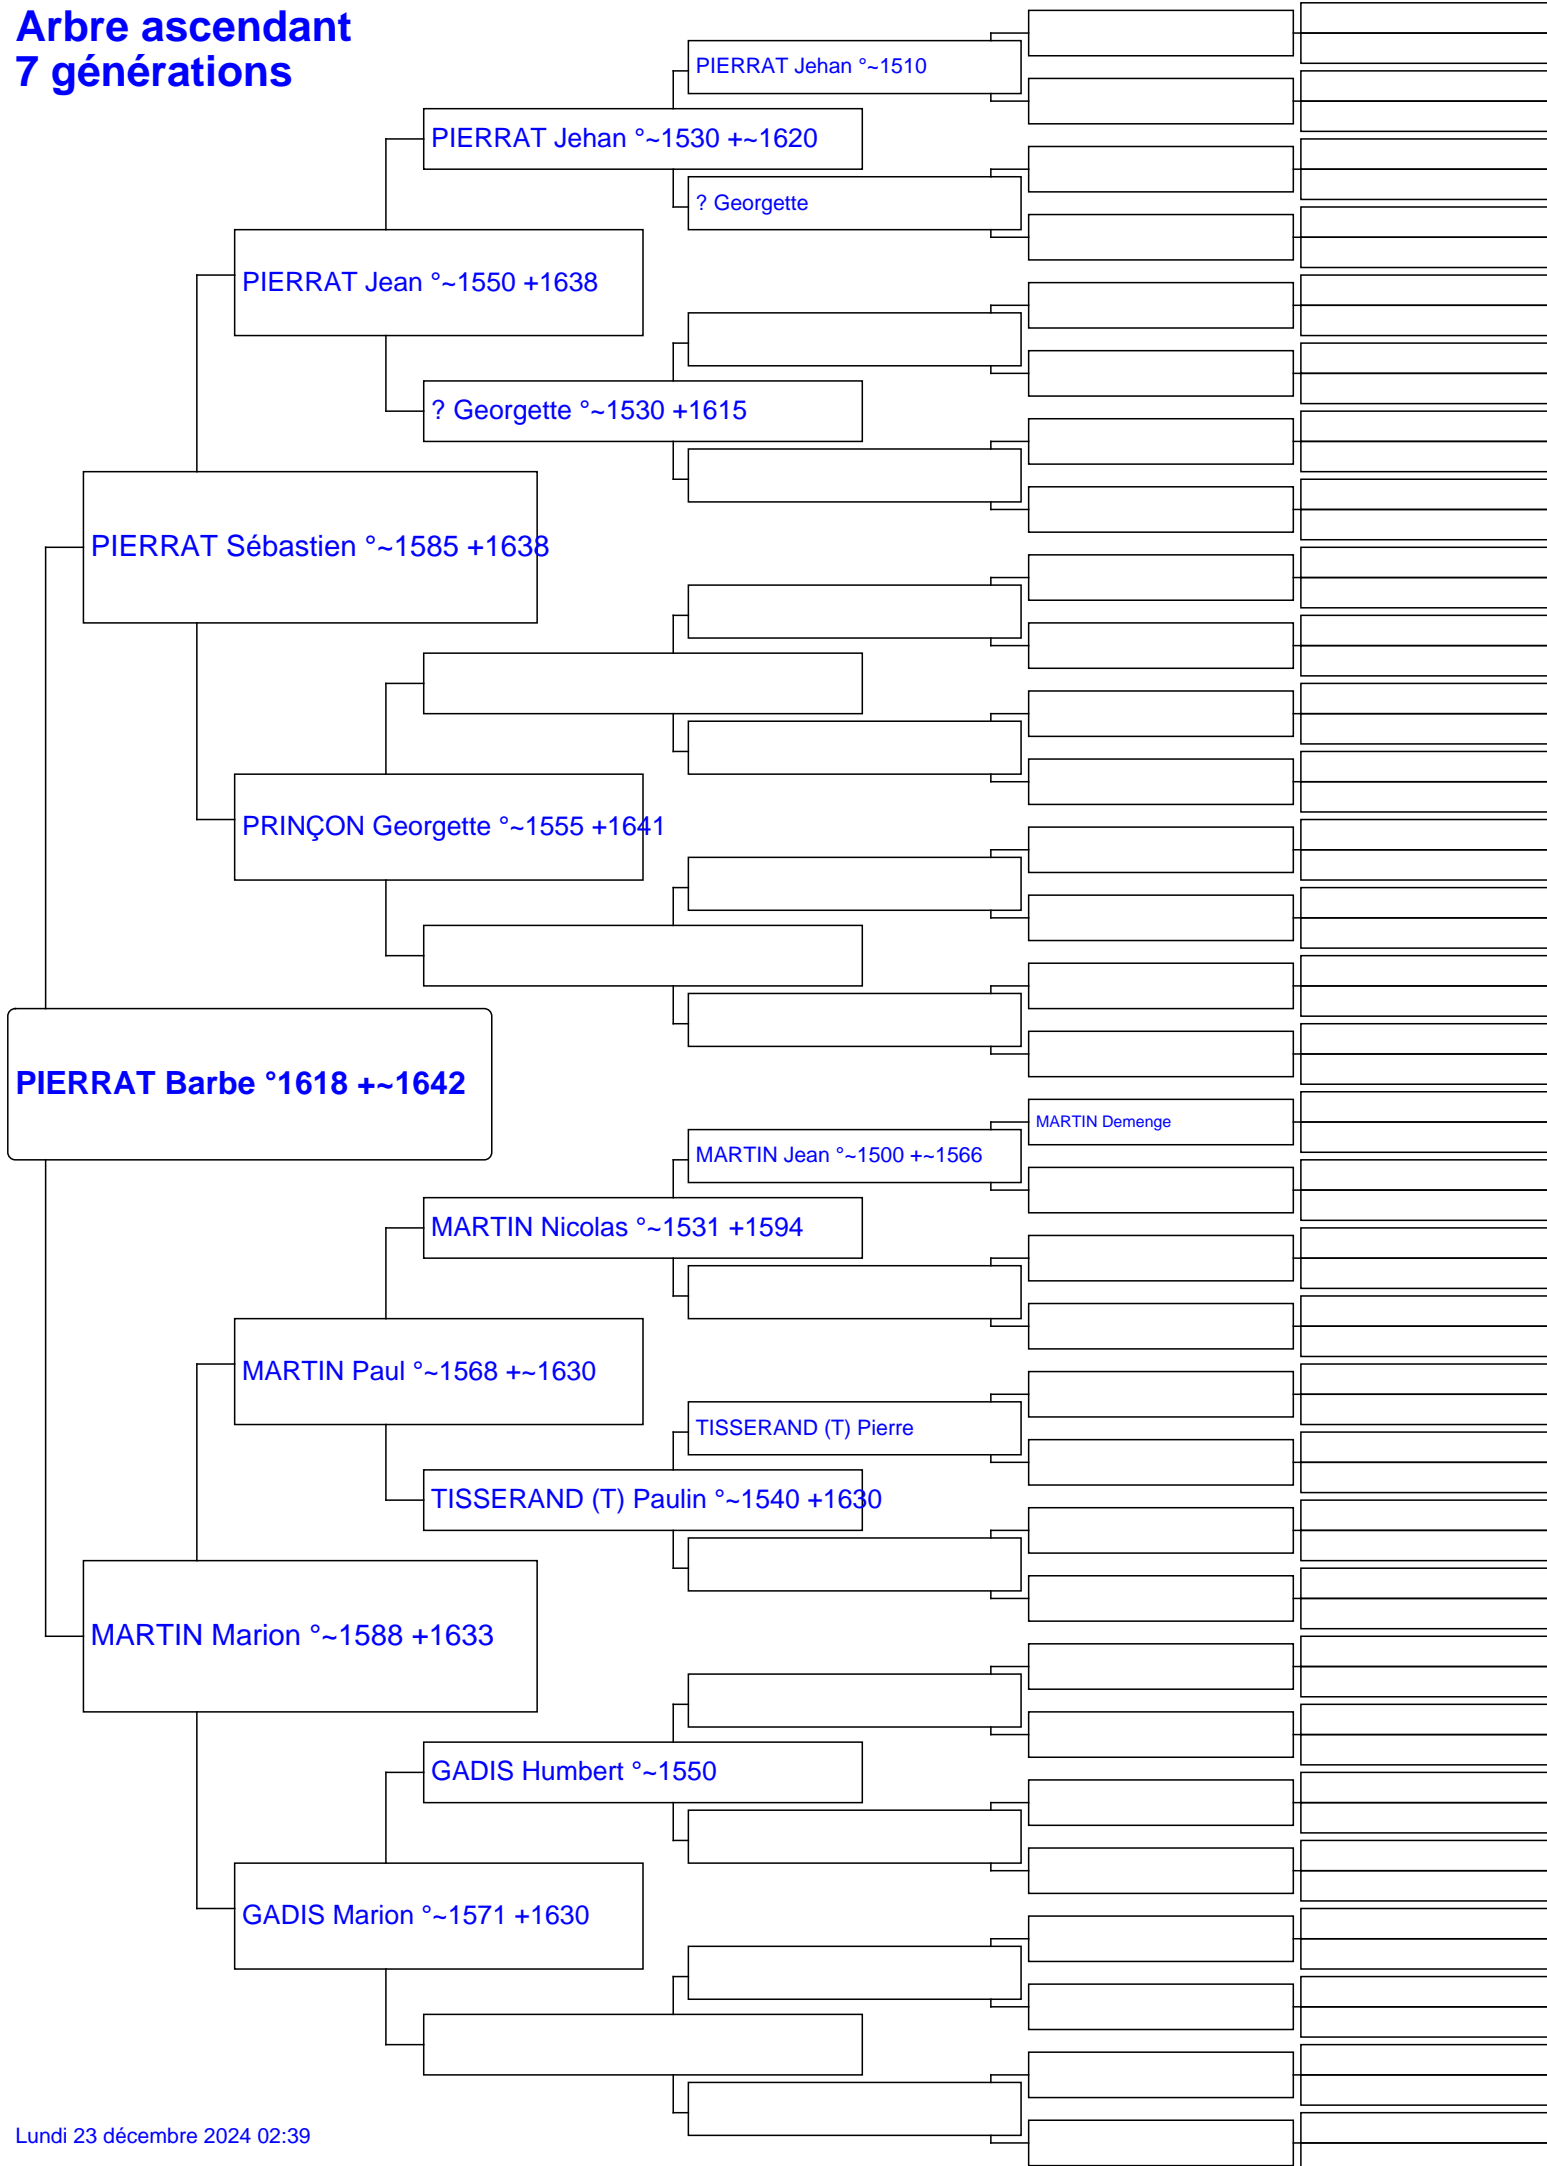 Arbre ascendant
7 générations
PIERRAT Jehan °~1510
PIERRAT Jehan °~1530 +~1620
? Georgette
PIERRAT Jean °~1550 +1638
? Georgette °~1530 +1615
PIERRAT Sébastien °~1585 +1638
PRINÇON Georgette °~1555 +1641
PIERRAT Barbe °1618 +~1642
MARTIN Demenge
MARTIN Jean °~1500 +~1566
MARTIN Nicolas °~1531 +1594
MARTIN Paul °~1568 +~1630
TISSERAND (T) Pierre
TISSERAND (T) Paulin °~1540 +1630
MARTIN Marion °~1588 +1633
GADIS Humbert °~1550
GADIS Marion °~1571 +1630
Lundi 23 décembre 2024 02:39